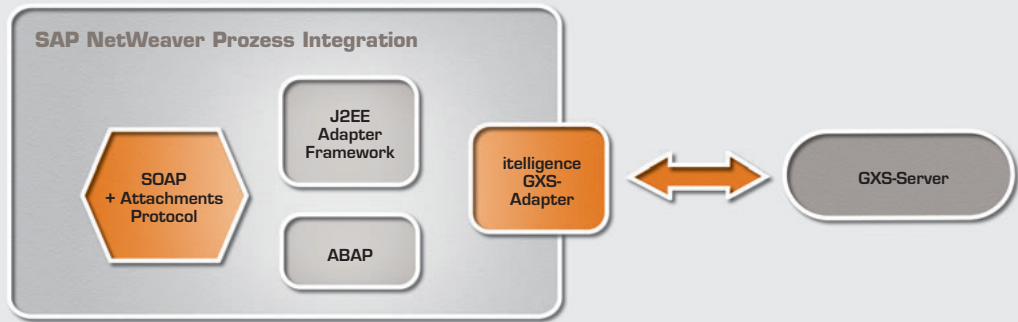 SAP NetWeaver Prozess Integration
SOAP
+ Attachments
Protocol
J2EE
Adapter
Framework
ABAP
itelligence
GXS-
Adapter
GXS-Server